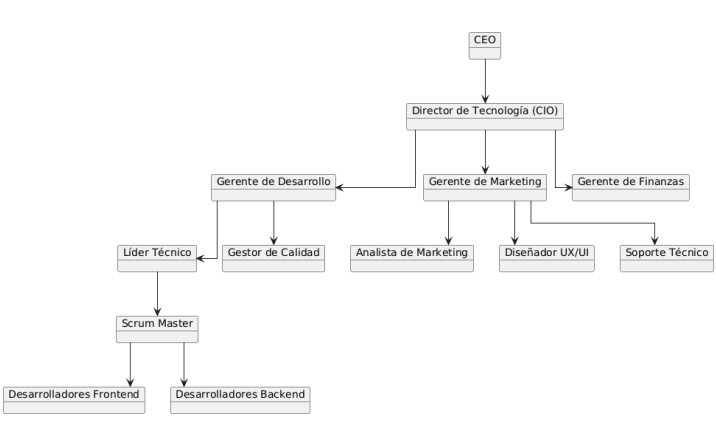 CEO
Director de Tecnología (CIO)
Gerente de Desarrollo
Gerente de Marketing
Gerente de Finanzas
Líder Técnico
Gestor de Calidad
Analista de Marketing
Diseñador UX/UI
Soporte Técnico
Scrum Master
Desarrolladores Frontend
Desarrolladores Backend